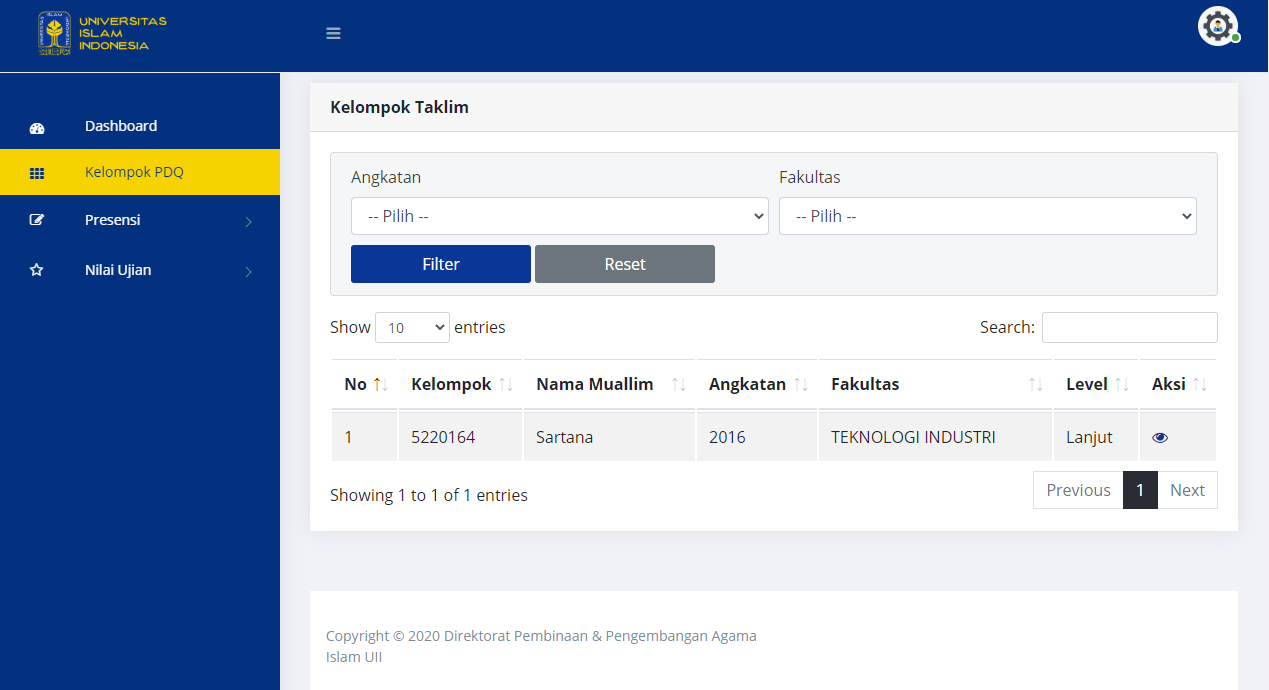 UNIVERSITAS
ISLAM
INDONESIA
Dashboard
Kelompok PDQ
Presensi
Nilai Ujian
Kelompok Taklim
Angkatan Fakultas
-- Pilih -- -- Pilih --
Filter Reset
Show 10 entries Search:
No Kelompok Nama Muallim Angkatan Fakultas Level Aksi
1 5220164 Sartana 2016 TEKNOLOGI INDUSTRI Lanjut
Showing 1 to 1 of 1 entries Previous 1 Next
Copyright © 2020 Direktorat Pembinaan & Pengembangan Agama
Islam UII